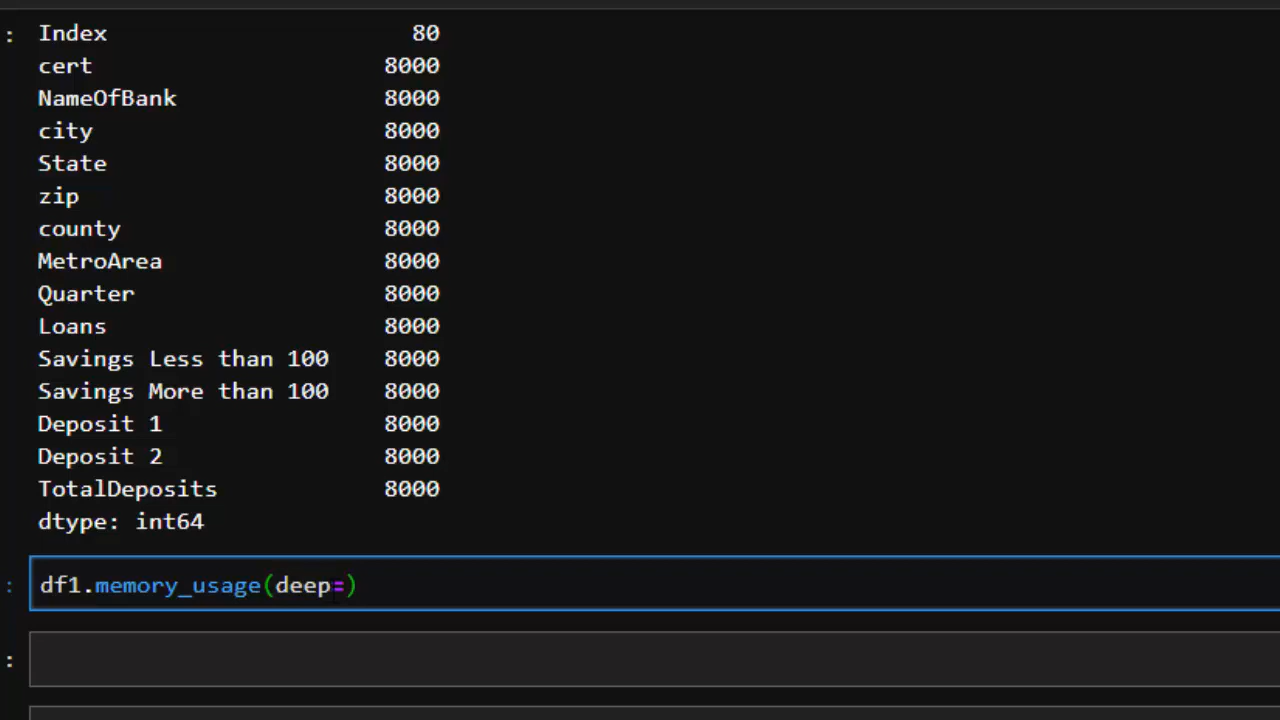 : Index 80
cert 8000
NameOfBank 8000
city 8000
State 8000
zip 8000
county 8000
MetroArea 8000
Quarter 8000
Loans 8000
Savings Less than 100 8000
Savings More than 100 8000
Deposit 1 8000
Deposit 2 8000
TotalDeposits 8000
dtype: int64
: df1.memory_usage(deep=)
: